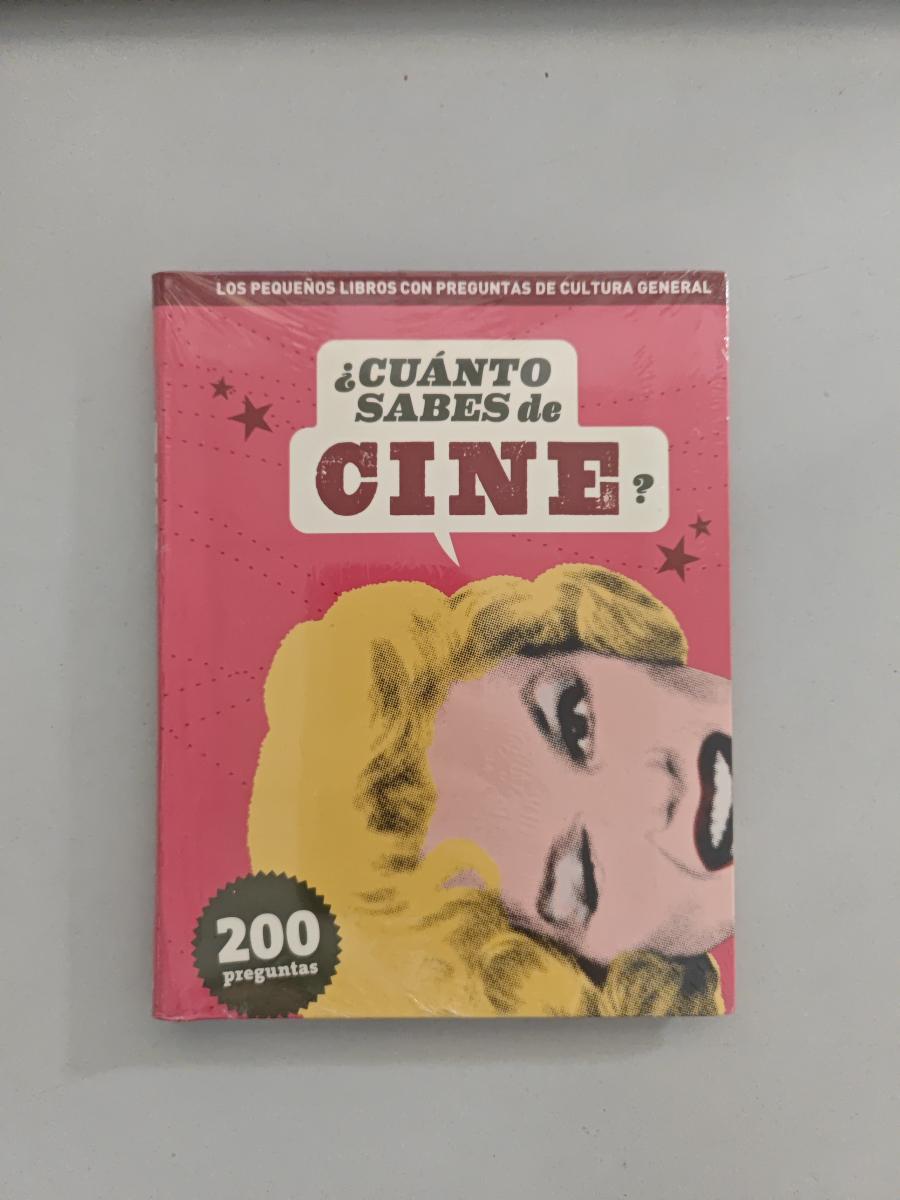 LOS PEQUEÑOS LIBROS CON PREGUNTAS DE CULTURA GENERAL
¿CUÁNTO
SABES de
CINE?
200
preguntas